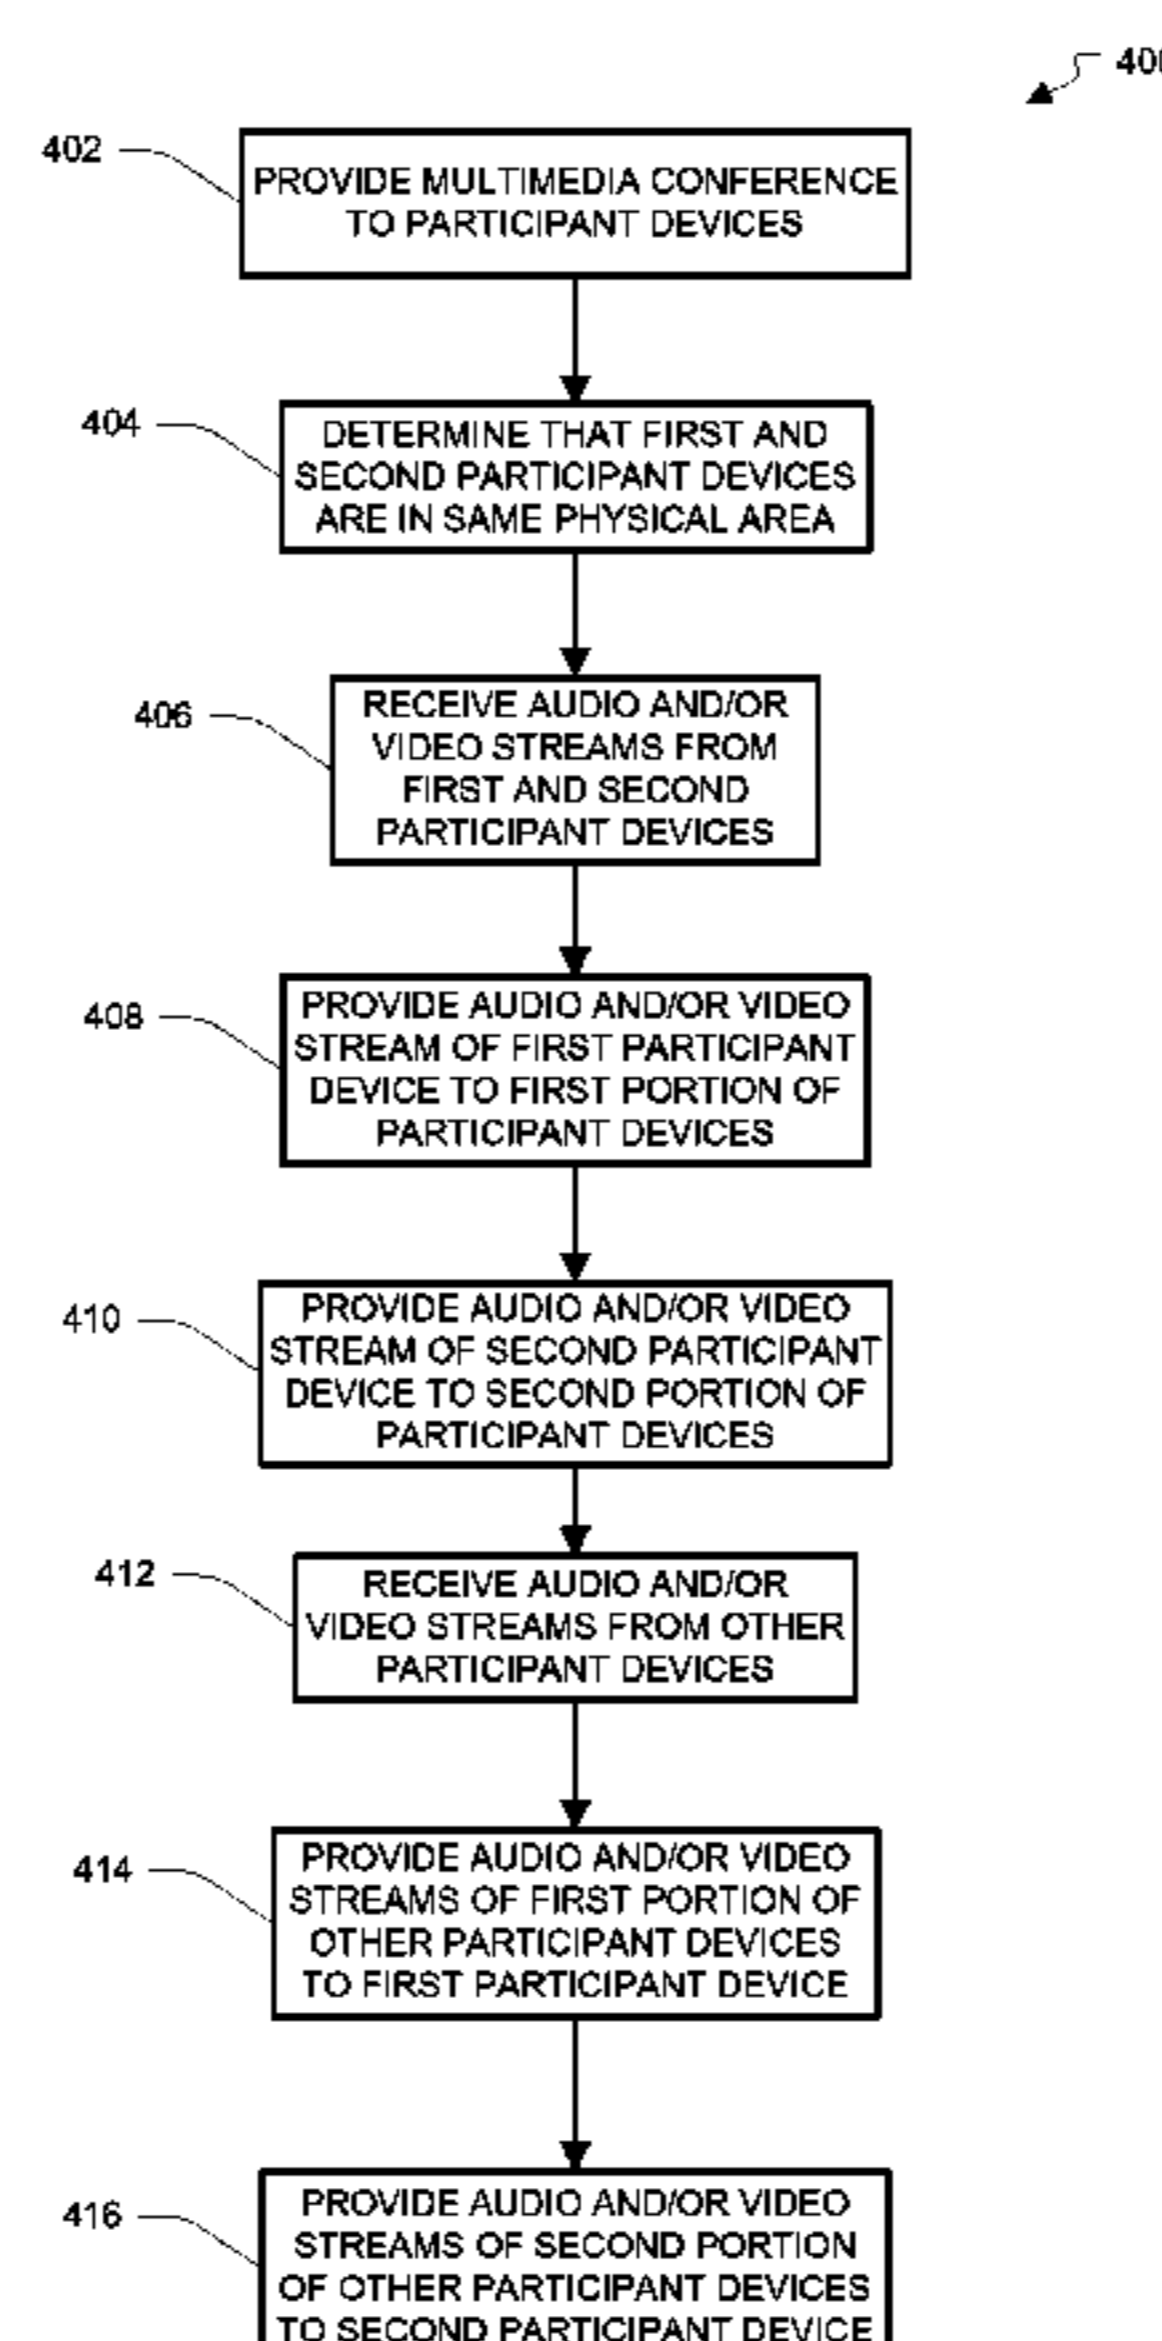 402
PROVIDE MULTIMEDIA CONFERENCE
TO PARTICIPANT DEVICES
404
DETERMINE THAT FIRST AND
SECOND PARTICIPANT DEVICES
ARE IN SAME PHYSICAL AREA
406
RECEIVE AUDIO AND/OR
VIDEO STREAMS FROM
FIRST AND SECOND
PARTICIPANT DEVICES
408
PROVIDE AUDIO AND/OR VIDEO
STREAM OF FIRST PARTICIPANT
DEVICE TO FIRST PORTION OF
PARTICIPANT DEVICES
410
PROVIDE AUDIO AND/OR VIDEO
STREAM OF SECOND PARTICIPANT
DEVICE TO SECOND PORTION OF
PARTICIPANT DEVICES
412
RECEIVE AUDIO AND/OR
VIDEO STREAMS FROM OTHER
PARTICIPANT DEVICES
414
PROVIDE AUDIO AND/OR VIDEO
STREAMS OF FIRST PORTION OF
OTHER PARTICIPANT DEVICES
TO FIRST PARTICIPANT DEVICE
416
PROVIDE AUDIO AND/OR VIDEO
STREAMS OF SECOND PORTION
OF OTHER PARTICIPANT DEVICES
TO SECOND PARTICIPANT DEVICE